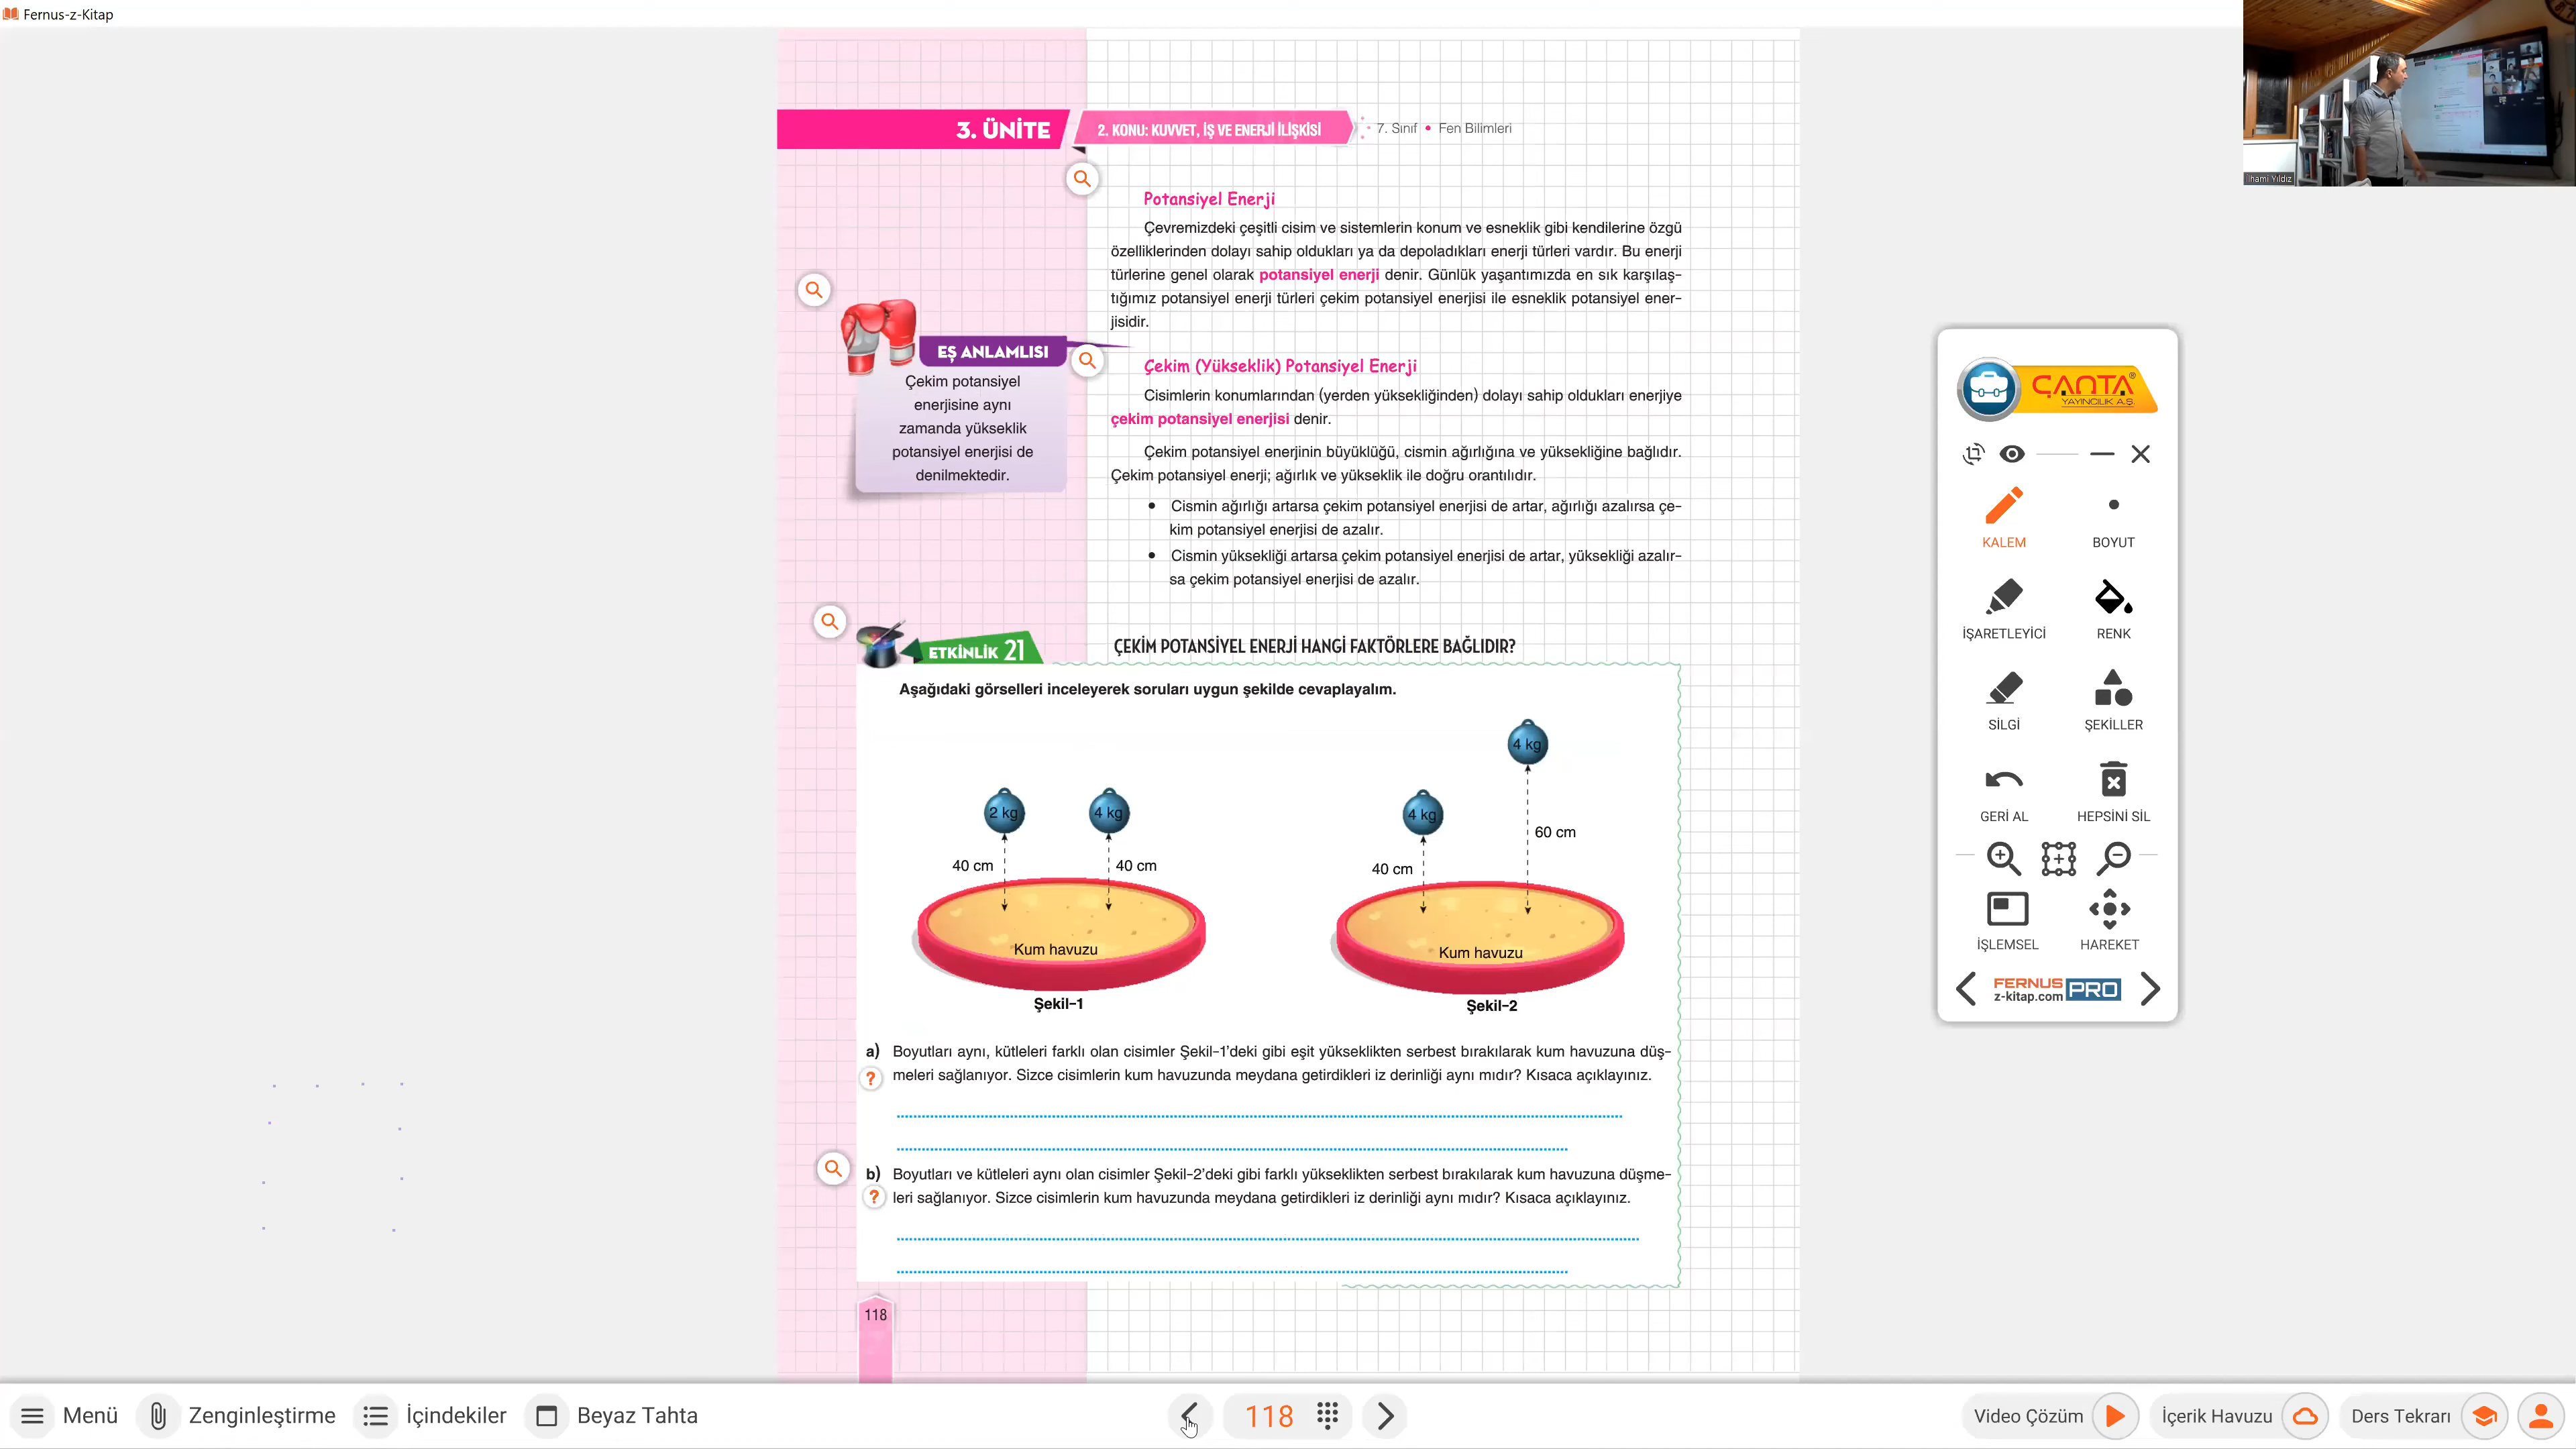 Fernus-z-Kitap
İhami Yıldız
3. ÜNİTE
2. KONU: KUVVET, İŞ VE ENERJİ İLİŞKİSİ
7. Sınıf • Fen Bilimleri
Potansiyel Enerji
Çevremizdeki çeşitli cisim ve sistemlerin konum ve esneklik gibi kendilerine özgü
özelliklerinden dolayı sahip oldukları ya da depoladıkları enerji türleri vardır. Bu enerji
türlerine genel olarak potansiyel enerji denir. Günlük yaşantımızda en sık karşılaş-
tığımız potansiyel enerji türleri çekim potansiyel enerjisi ile esneklik potansiyel ener-
jisidir.
EŞ ANLAMLISI
Çekim potansiyel
enerjisine aynı
zamanda yükseklik
potansiyel enerjisi de
denilmektedir.
Çekim (Yükseklik) Potansiyel Enerji
Cisimlerin konumlarından (yerden yüksekliğinden) dolayı sahip oldukları enerjiye
çekim potansiyel enerjisi denir.
Çekim potansiyel enerjinin büyüklüğü, cismin ağırlığına ve yüksekliğine bağlıdır.
Çekim potansiyel enerji; ağırlık ve yükseklik ile doğru orantılıdır.
• Cismin ağırlığı artarsa çekim potansiyel enerjisi de artar, ağırlığı azalırsa çe-
kim potansiyel enerjisi de azalır.
• Cismin yüksekliği artarsa çekim potansiyel enerjisi de artar, yüksekliği azalır-
sa çekim potansiyel enerjisi de azalır.
ETKİNLİK 21
ÇEKİM POTANSİYEL ENERJİ HANGİ FAKTÖRLERE BAĞLIDIR?
Aşağıdaki görselleri inceleyerek soruları uygun şekilde cevaplayalım.
2 kg
4 kg
40 cm
40 cm
Kum havuzu
Şekil-1
4 kg
4 kg
40 cm
60 cm
Kum havuzu
Şekil-2
a) Boyutları aynı, kütleleri farklı olan cisimler Şekil-1'deki gibi eşit yükseklikten serbest bırakılarak kum havuzuna düş-
meleri sağlanıyor. Sizce cisimlerin kum havuzunda meydana getirdikleri iz derinliği aynı mıdır? Kısaca açıklayınız.
b) Boyutları ve kütleleri aynı olan cisimler Şekil-2'deki gibi farklı yükseklikten serbest bırakılarak kum havuzuna düşme-
leri sağlanıyor. Sizce cisimlerin kum havuzunda meydana getirdikleri iz derinliği aynı mıdır? Kısaca açıklayınız.
118
ÇANTA®
YAYINCILIK A.Ş.
KALEM
BOYUT
İŞARETLEYİCİ
RENK
SİLGİ
ŞEKİLLER
GERİ AL
HEPSİNİ SİL
İŞLEMSEL
HAREKET
FERNUS
z-kitap.com
PRO
Menü
Zenginleştirme
İçindekiler
Beyaz Tahta
118
Video Çözüm
İçerik Havuzu
Ders Tekrarı